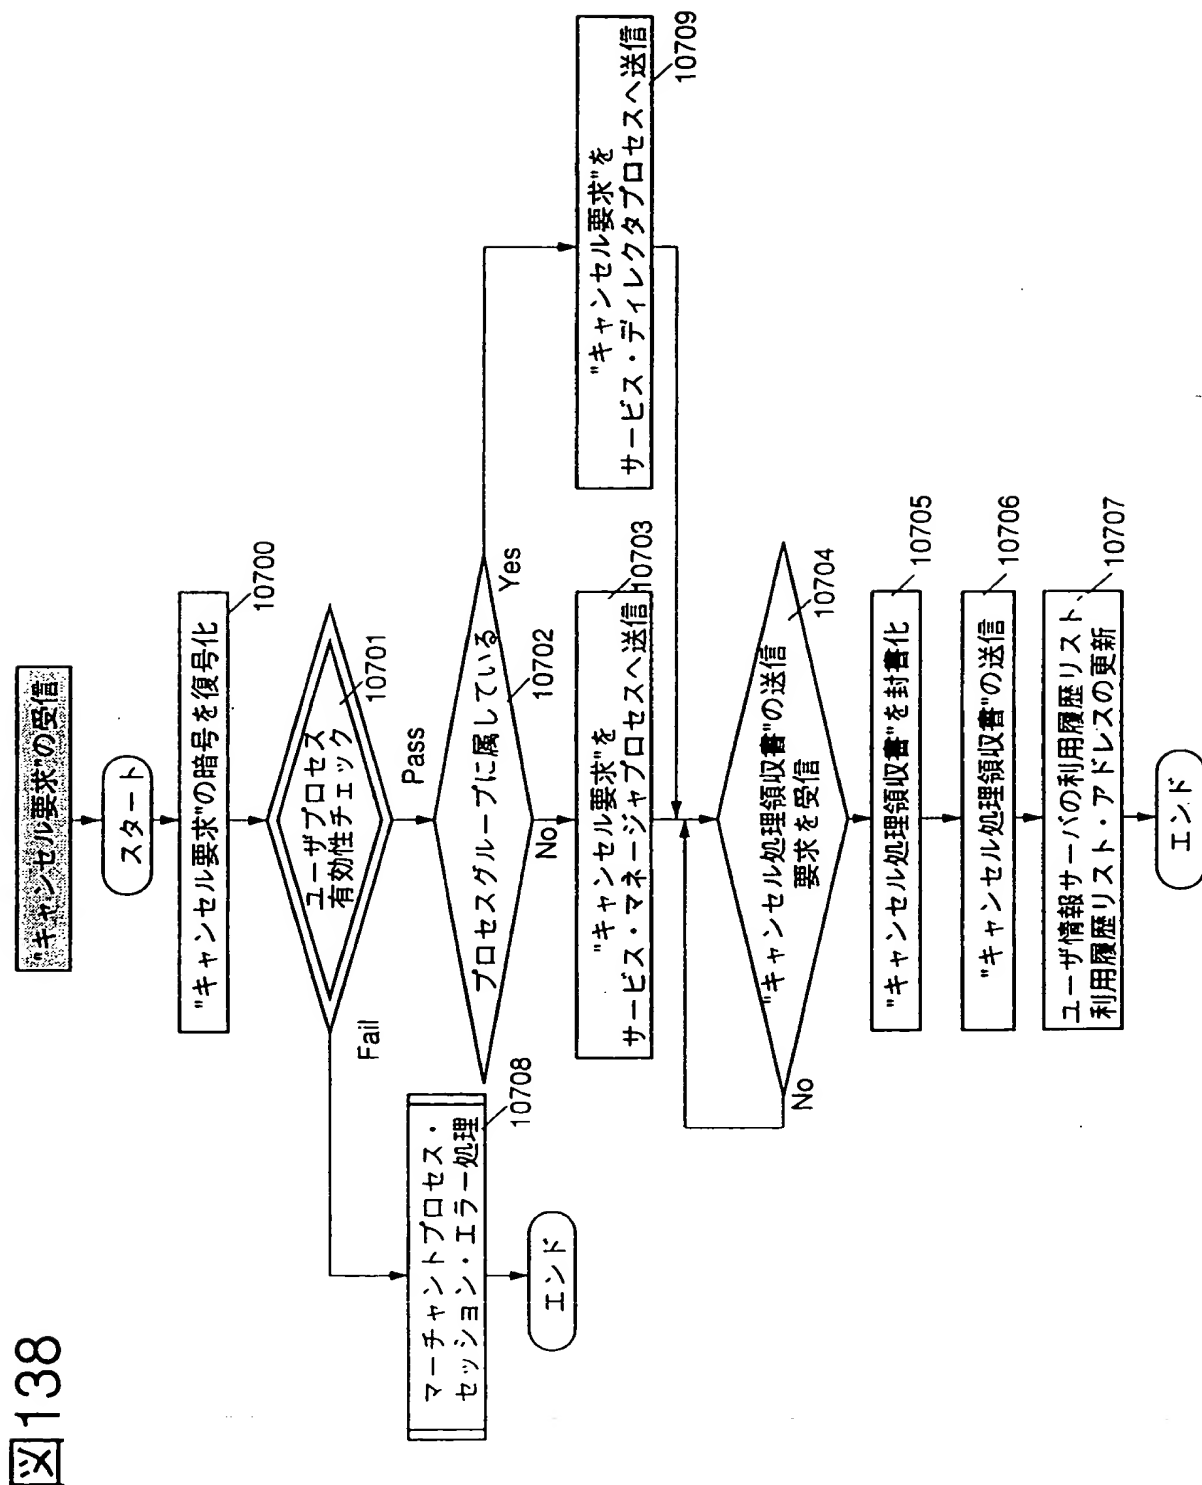 図138
"キャンセル要求"の受信
スタート
"キャンセル要求"の暗号を復号化
10700
ユーザプロセス
有効性チェック
10701
Fail
Pass
マーチャントプロセス・
セッション・エラー処理
10708
エンド
プロセスグループに属している
10702
Yes
No
"キャンセル要求"を
サービス・マネージャプロセスへ送信
10703
"キャンセル要求"を
サービス・ディレクタプロセスへ送信
10709
"キャンセル処理領収書"の送信
要求を受信
10704
No
"キャンセル処理領収書"を封書化
10705
"キャンセル処理領収書"の送信
10706
ユーザ情報サーバの利用履歴リスト、
利用履歴リスト・アドレスの更新
10707
エンド